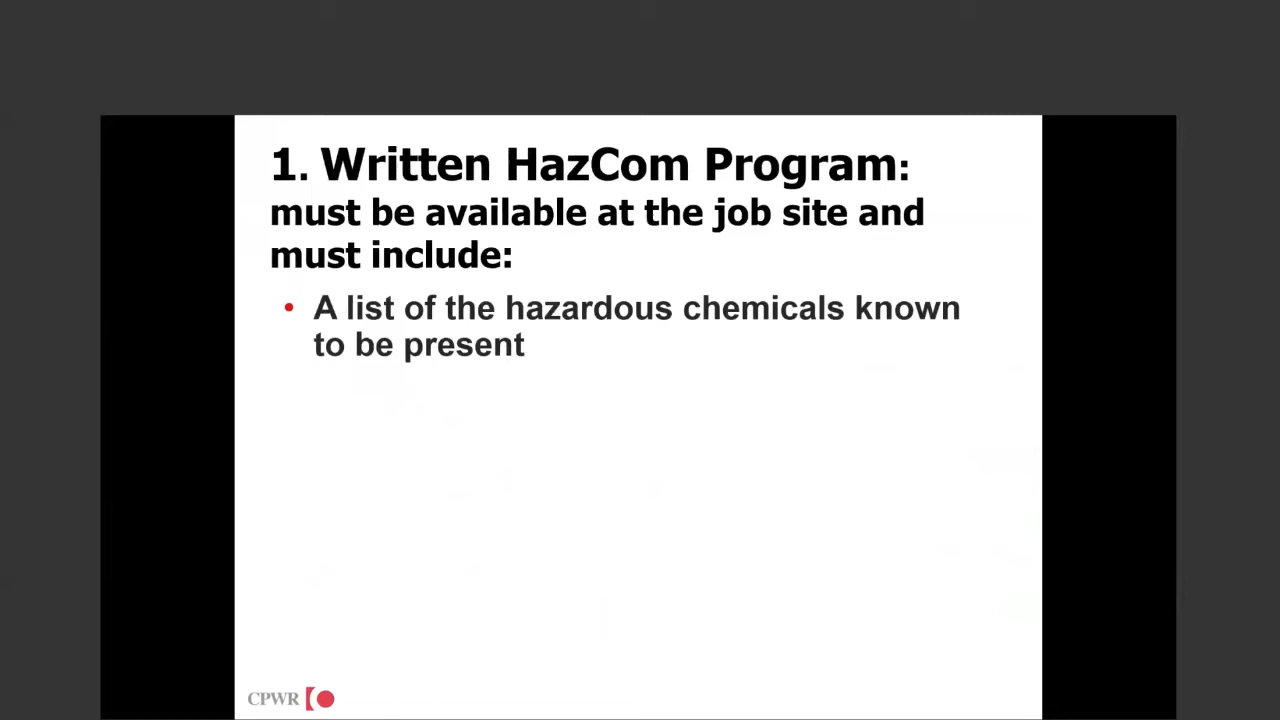 1. Written HazCom Program:
must be available at the job site and
must include:
• A list of the hazardous chemicals known
to be present
CPWR